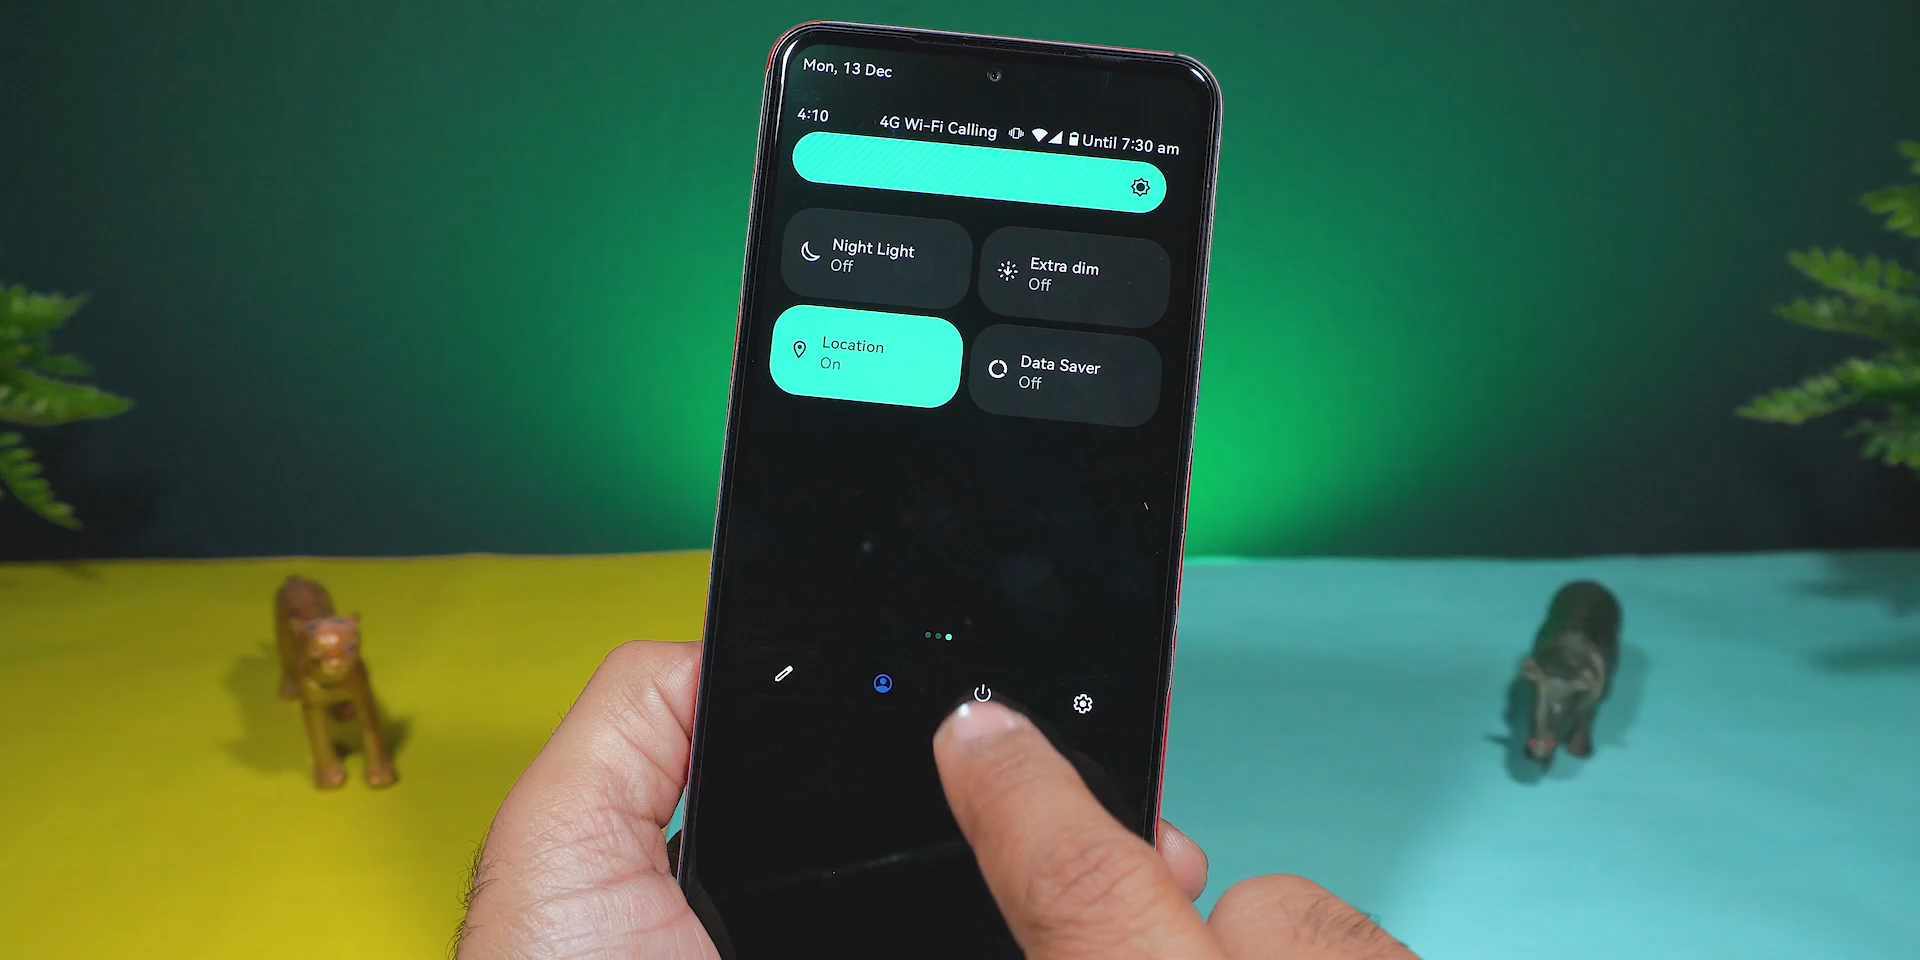 Mon, 13 Dec
4:10 4G Wi-Fi Calling Until 7:30 am
Night Light
Off
Extra dim
Off
Location
On
Data Saver
Off